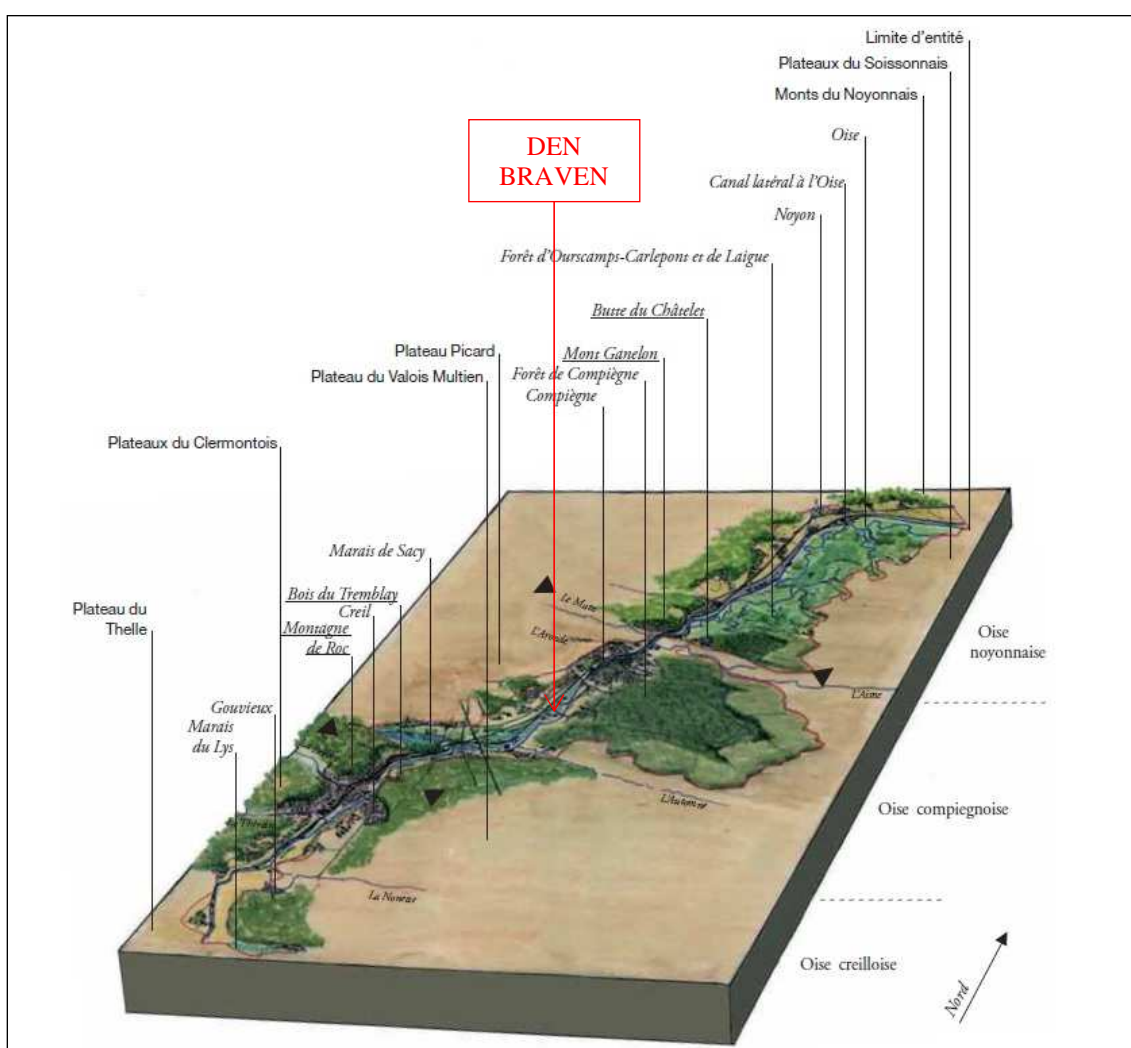 Limite d'entité
Plateaux du Soissonnais
Monts du Noyonnais
DEN
BRAVEN
Oise
Canal latéral à l'Oise
Noyon
Forêt d'Ourscamps-Carlepont et de Laigue
Butte du Châtelet
Plateau Picard
Mont Ganelon
Plateau du Valois Multien
Forêt de Compiègne
Compiègne
Plateaux du Clermontois
Marais de Sacy
Bois du Tremblay
Creil
Plateau du
Thelle
Montagne
de Roc
Gouvieux
Marais
du Lys
Le Matz
L'Aronde
L'Aisne
L'Automne
La Nonette
Oise
noyonnaise
Oise compiegnoise
Oise creilloise
Nord